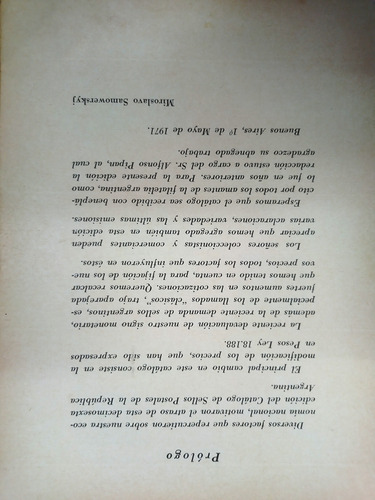 Prólogo
Diversos factores que repercutieron sobre nuestra eco-
nomía nacional, motivaron el atraso de esta decimosexta
edición del Catálogo de Sellos Postales de la República
Argentina.
El principal cambio en este catálogo consiste en la
modificación de los precios, que han sido expresados
en Pesos Ley 18.188.
La reciente devaluación de nuestro signo monetario,
además de la reciente demanda de sellos argentinos, es-
pecialmente de los llamados "clásicos", trajo aparejada
fuertes aumentos en las cotizaciones. Queremos recalcar
que hemos tenido en cuenta, para la fijación de los nue-
vos precios, todos los factores que influyeron en éstos.
Los señores coleccionistas y comerciantes pueden
apreciar que hemos agregado también en esta edición
varias aclaraciones, variedades y las últimas emisiones.
Esperamos que el catálogo sea recibido con beneplá-
cito por todos los amantes de la filatelia argentina, como
lo fue en años anteriores. Para la presente edición la
redacción estuvo a cargo del Sr. Alfonso Pipan, al cual
agradezco su abnegado trabajo.
Buenos Aires, 1º de Mayo de 1971.
Miroslavo Samowerskyj